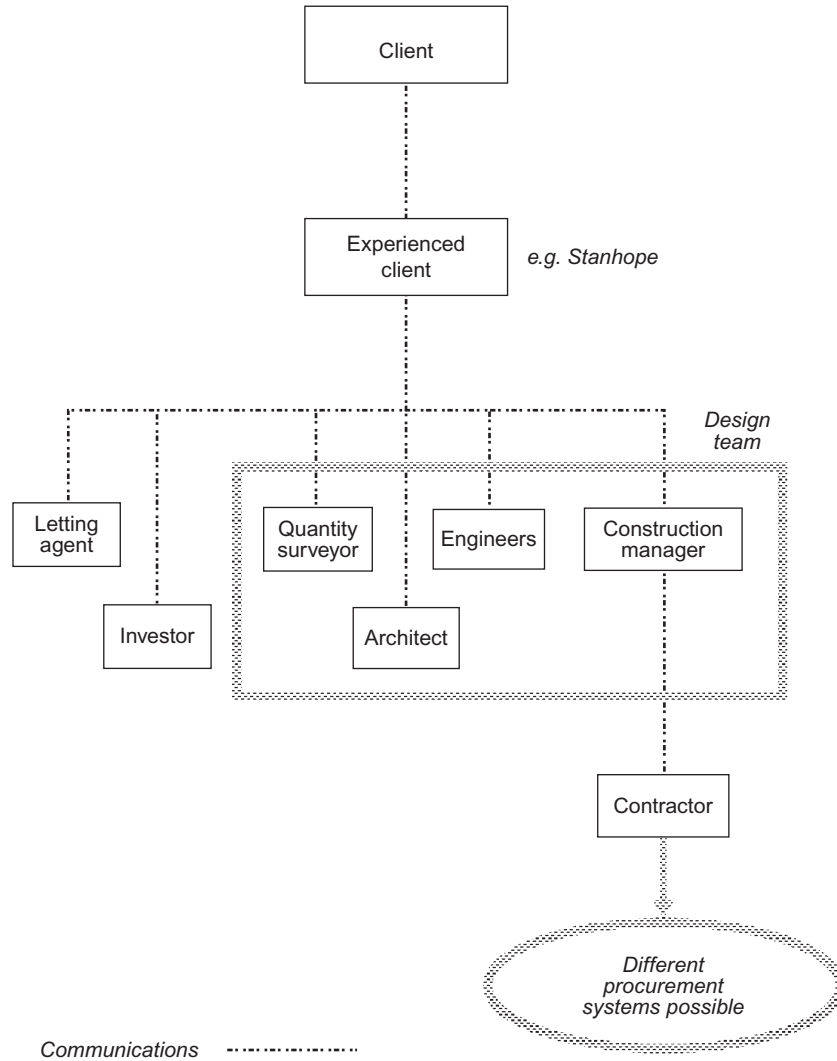 Client
Experienced
client
e.g. Stanhope
Design
team
Letting
agent
Quantity
surveyor
Engineers
Construction
manager
Investor
Architect
Contractor
Different
procurement
systems possible
Communications